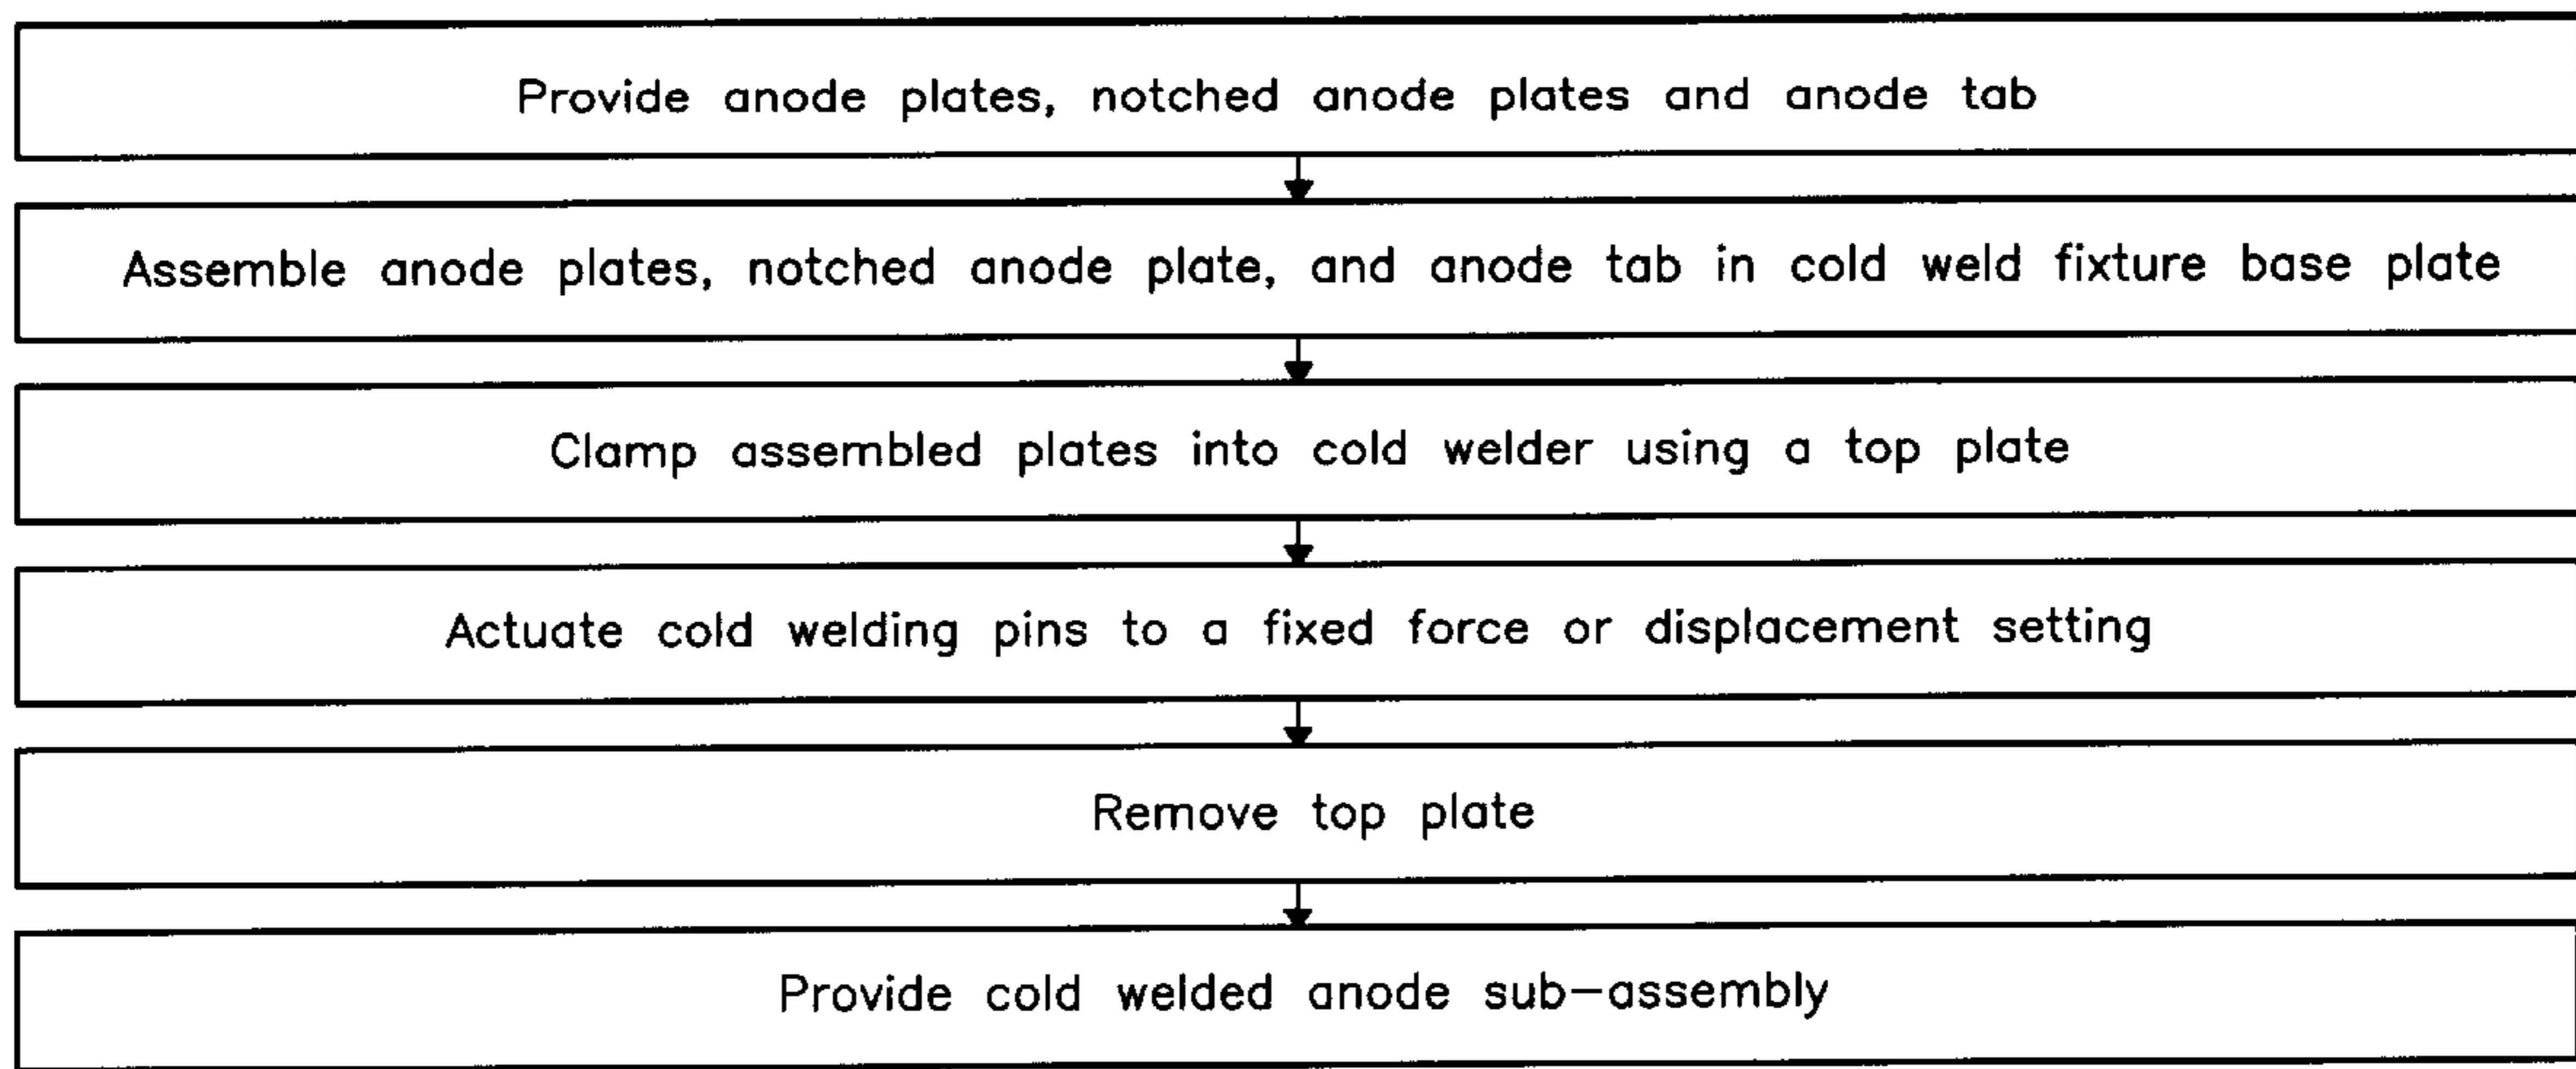 Provide anode plates, notched anode plates and anode tab
Assemble anode plates, notched anode plate, and anode tab in cold weld fixture base plate
Clamp assembled plates into cold welder using a top plate
Actuate cold welding pins to a fixed force or displacement setting
Remove top plate
Provide cold welded anode sub-assembly